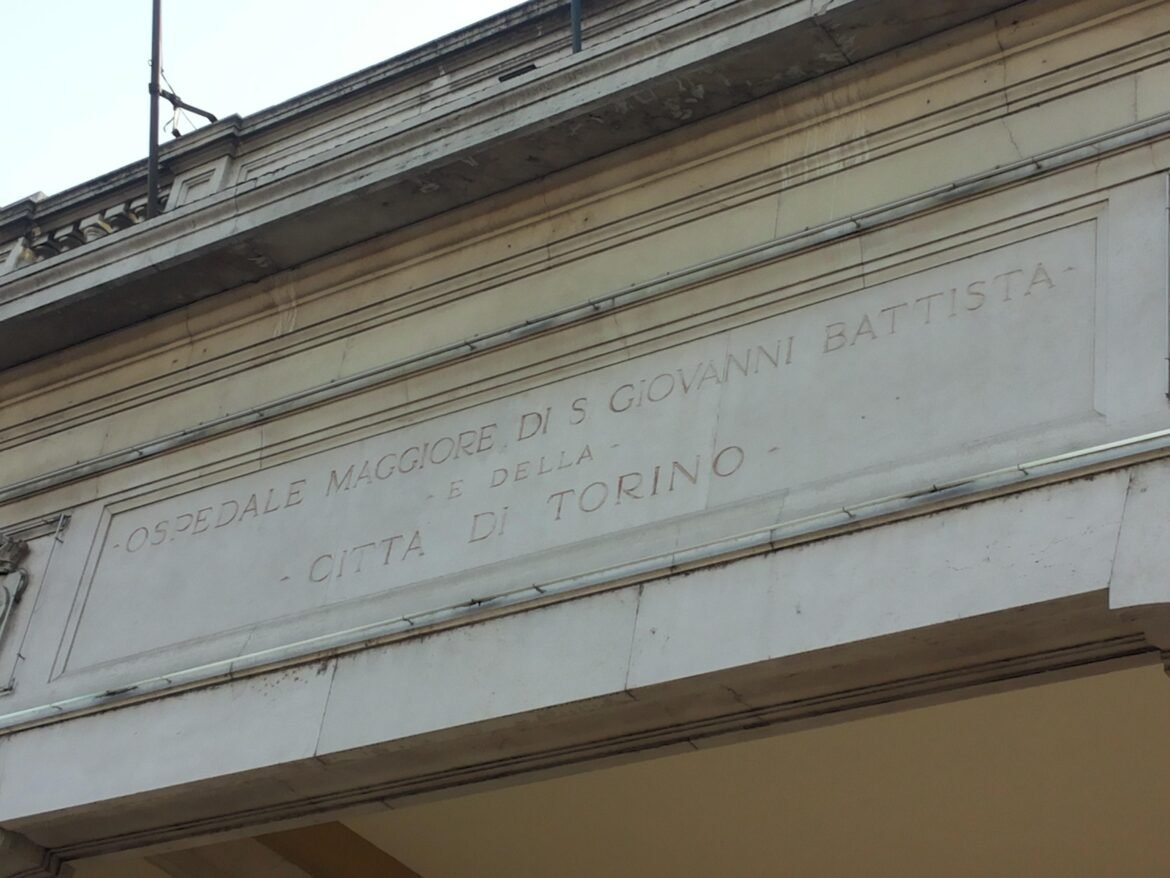 - OSPEDALE MAGGIORE DI S GIOVANNI BATTISTA -
- E DELLA -
- CITTA DI TORINO -